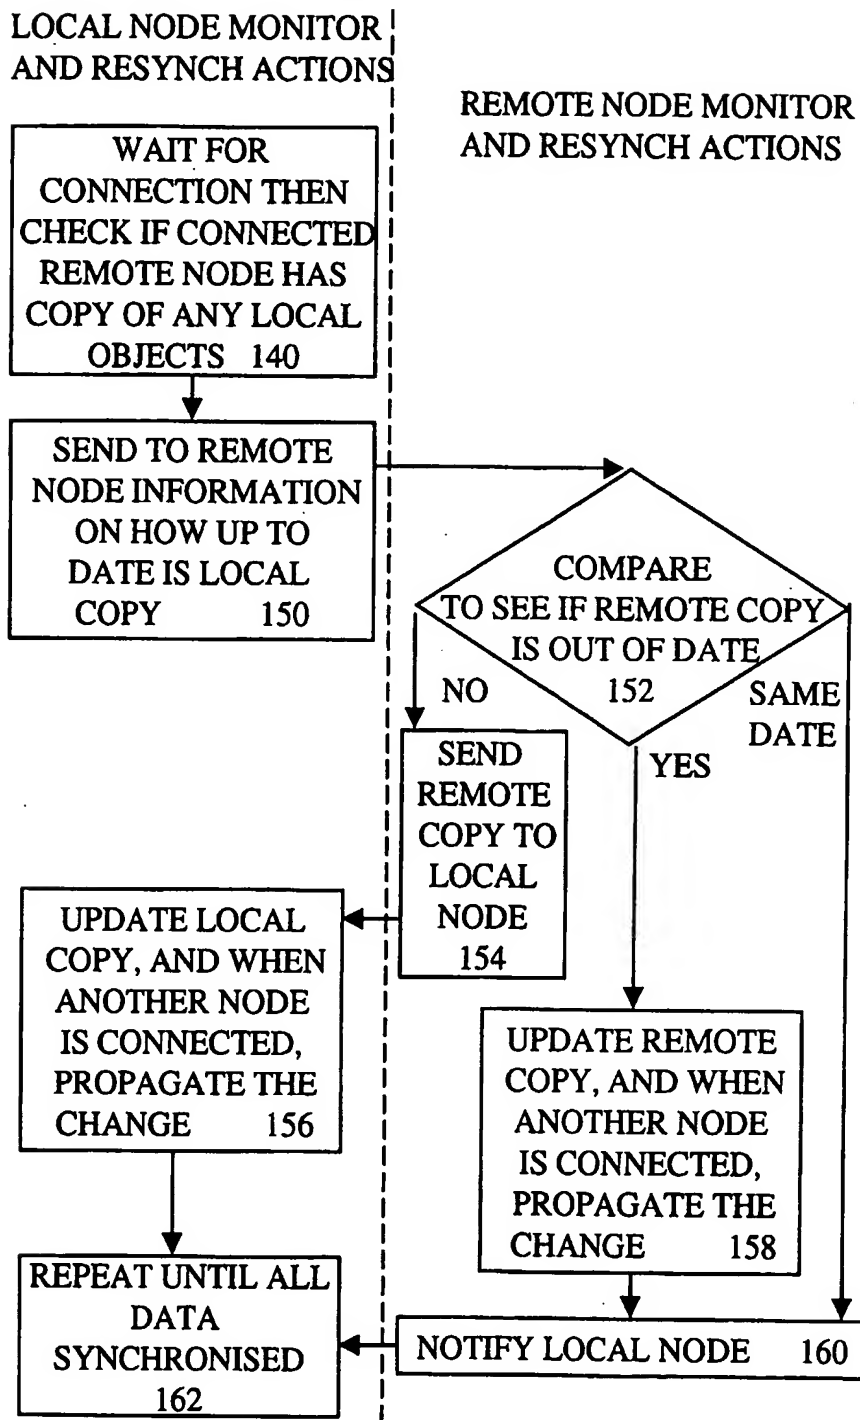 LOCAL NODE MONITOR
AND RESYNCH ACTIONS
REMOTE NODE MONITOR
AND RESYNCH ACTIONS
WAIT FOR
CONNECTION THEN
CHECK IF CONNECTED
REMOTE NODE HAS
COPY OF ANY LOCAL
OBJECTS 140
SEND TO REMOTE
NODE INFORMATION
ON HOW UP TO
DATE IS LOCAL
COPY 150
COMPARE
TO SEE IF REMOTE COPY
IS OUT OF DATE
152
NO
YES
SAME
DATE
SEND
REMOTE
COPY TO
LOCAL
NODE
154
UPDATE LOCAL
COPY, AND WHEN
ANOTHER NODE
IS CONNECTED,
PROPAGATE THE
CHANGE 156
UPDATE REMOTE
COPY, AND WHEN
ANOTHER NODE
IS CONNECTED,
PROPAGATE THE
CHANGE 158
NOTIFY LOCAL NODE 160
REPEAT UNTIL ALL
DATA
SYNCHRONISED
162